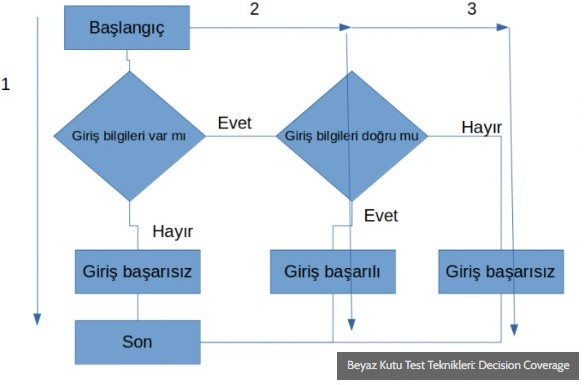 2
3
Başlangıç
1
Giriş bilgileri var mı
Evet
Giriş bilgileri doğru mu
Hayır
Hayır
Evet
Giriş başarısız
Giriş başarılı
Giriş başarısız
Son
Beyaz Kutu Test Teknikleri: Decision Coverage